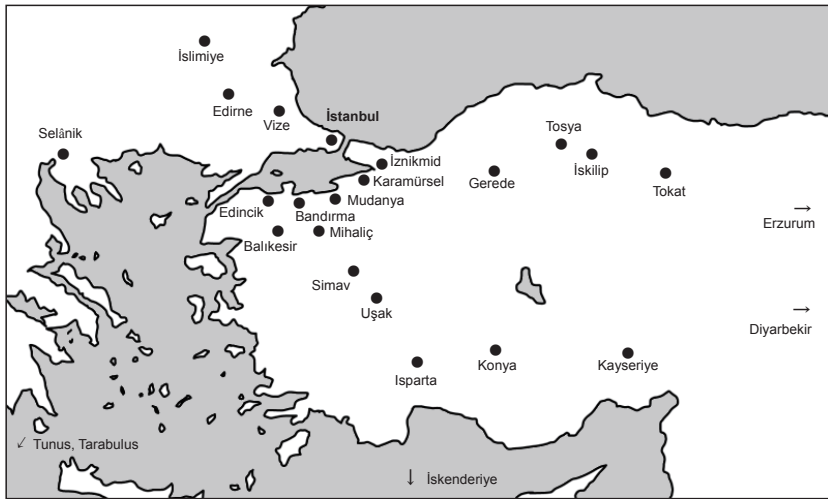 İslimiye
Edirne
Vize
İstanbul
Selânik
Tosya
İznikmid
İskilip
Gerede
Karamürsel
Tokat
Mudanya
Edincik
Bandırma
→
Erzurum
Balıkesir
Mihaliç
Simav
Uşak
→
Diyarbekir
Konya
Kayseriye
Isparta
↙ Tunus, Tarabulus
↓ İskenderiye